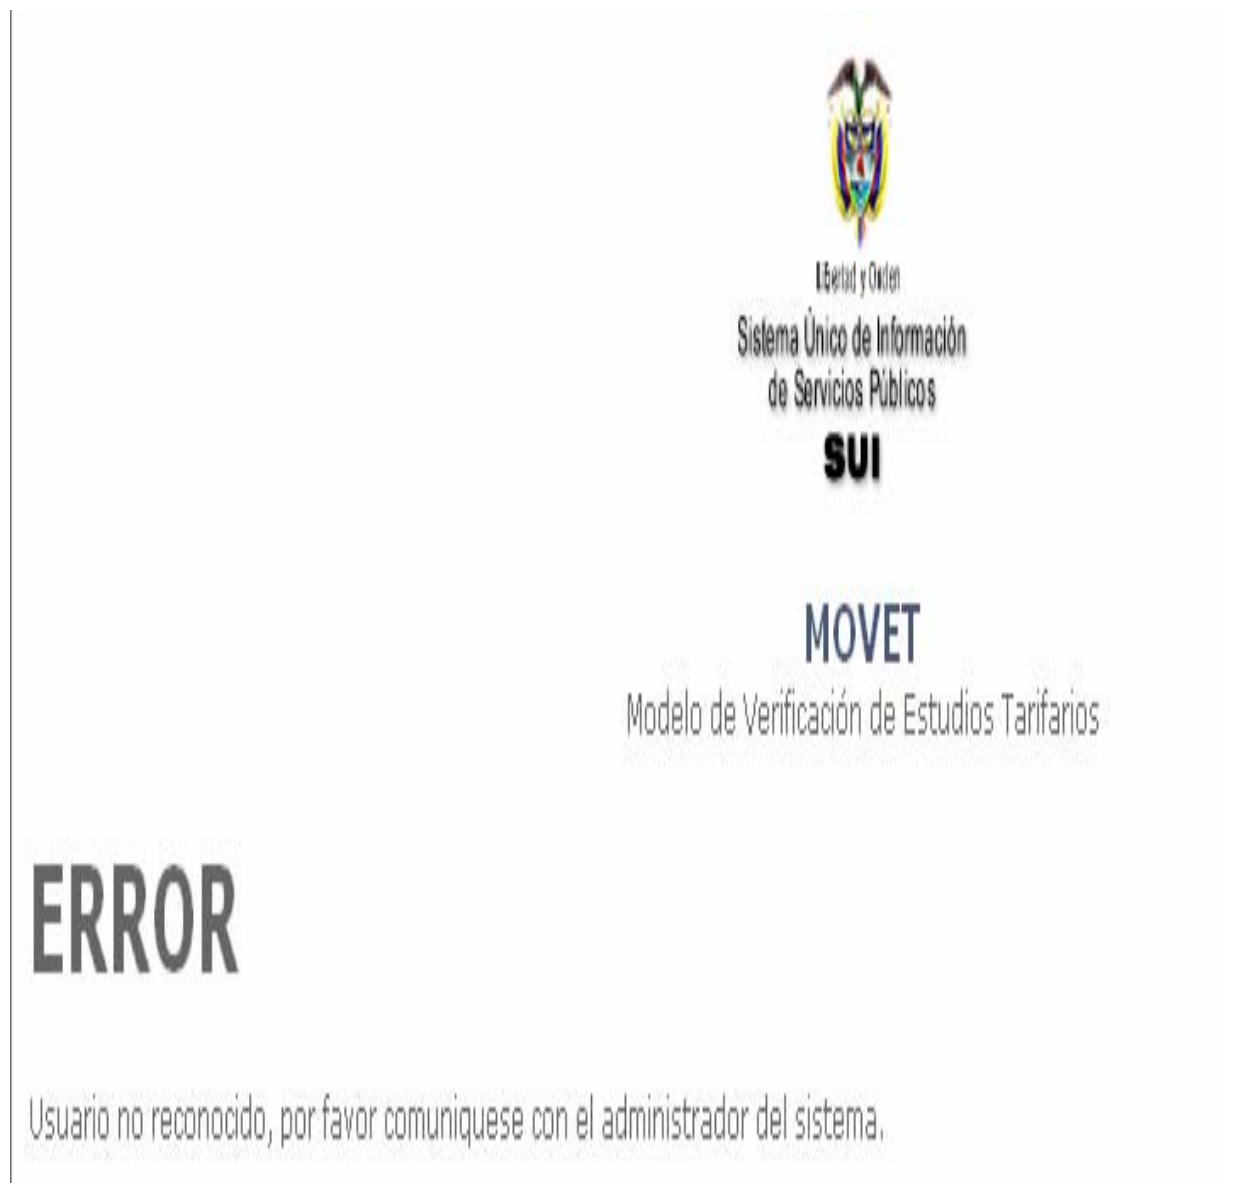 Libertad y Orden
Sistema Único de Información
de Servicios Públicos
SUI
MOVET
Modelo de Verificación de Estudios Tarifarios
ERROR
Usuario no reconocido, por favor comuniquese con el administrador del sistema.